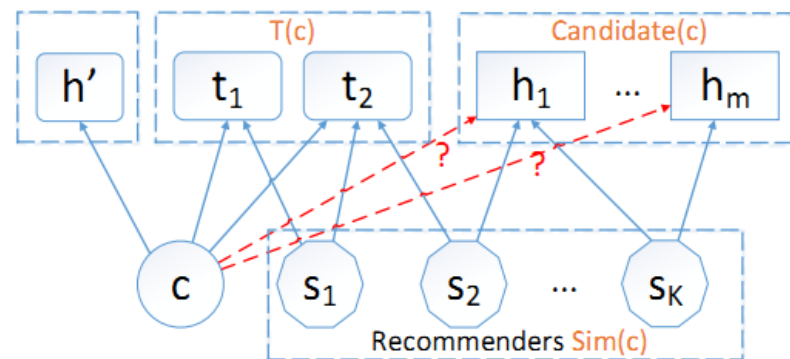 T(c) Candidate(c)
h' t1 t2 h1 ... hm
? ?
c s1 s2 ... sK
Recommenders Sim(c)